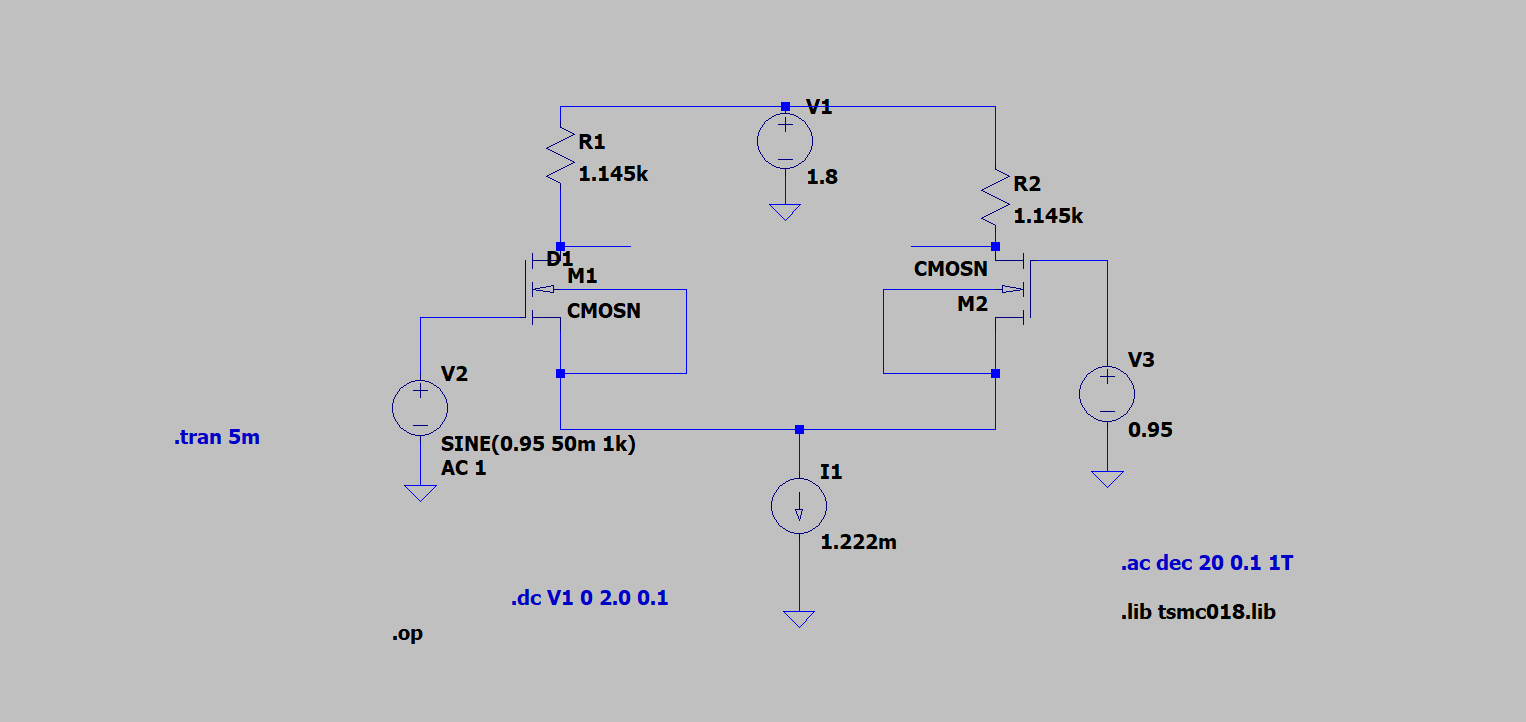 V1
R1
1.145k
1.8
R2
1.145k
D1
M1
CMOSN
CMOSN
M2
V2
SINE(0.95 50m 1k)
AC 1
V3
0.95
.tran 5m
I1
1.222m
.ac dec 20 0.1 1T
.dc V1 0 2.0 0.1
.lib tsmc018.lib
.op